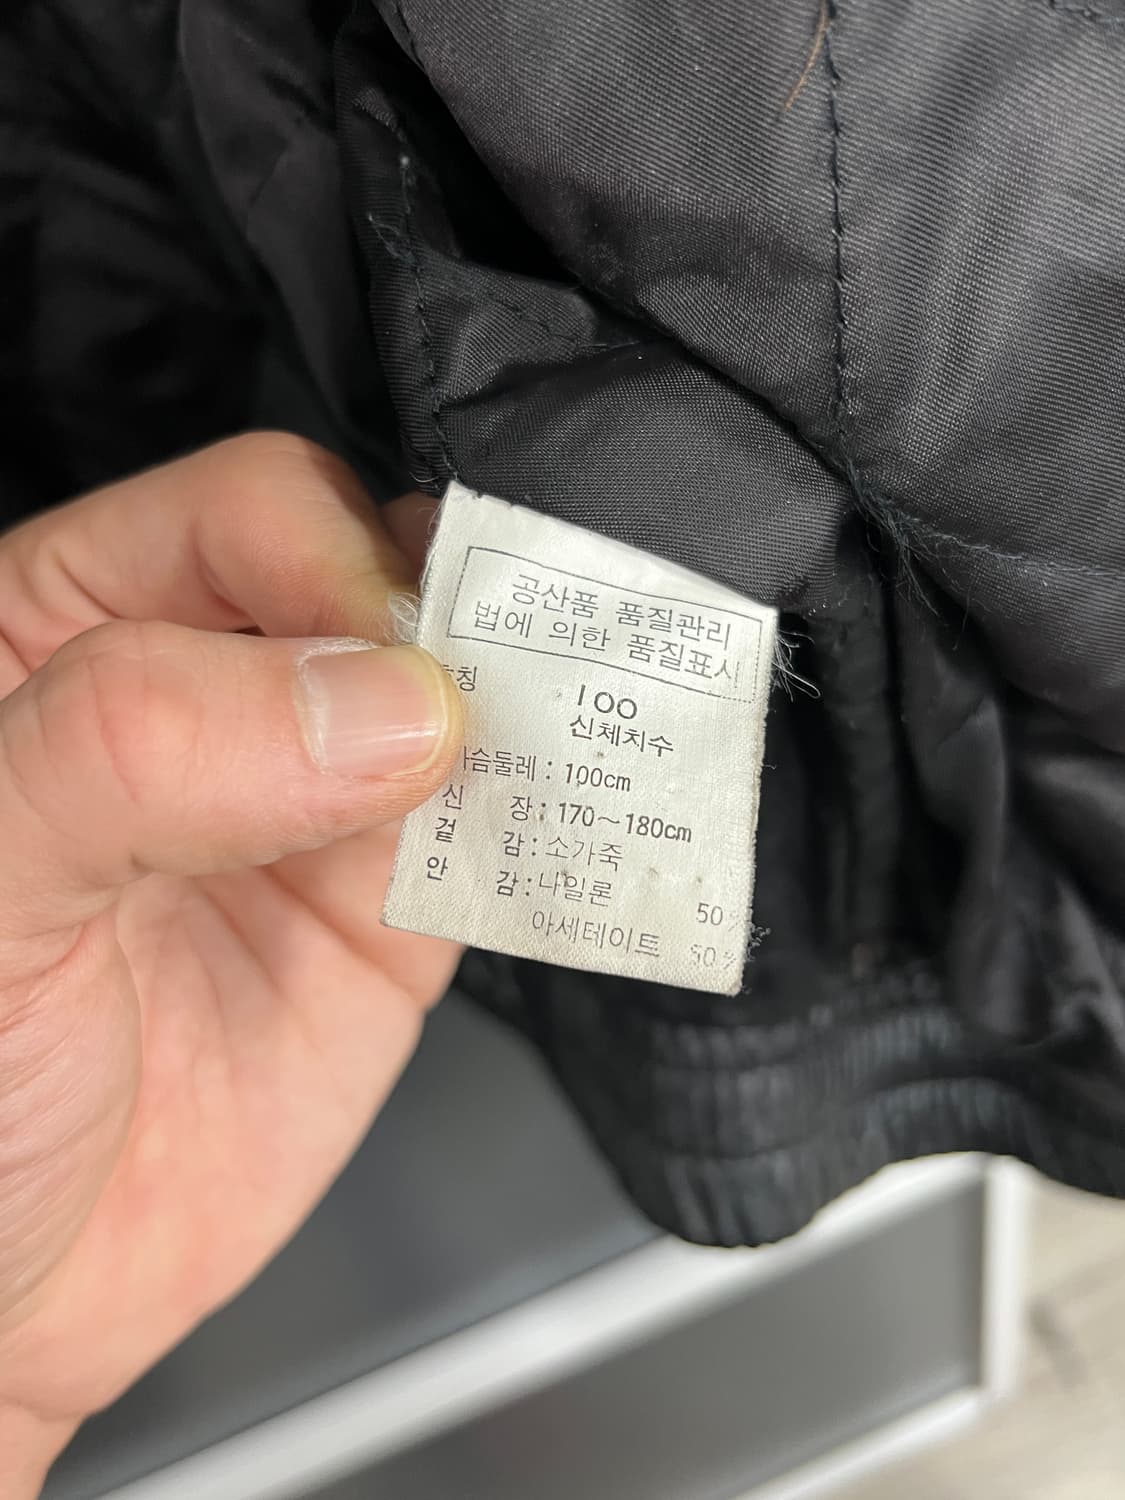 공산품 품질관리
법에 의한 품질표시
호칭 100
신체치수
가슴둘레 : 100cm
신 장 : 170~180cm
겉 감 : 소가죽
안 감 : 나일론 50%
아세테이트 50%